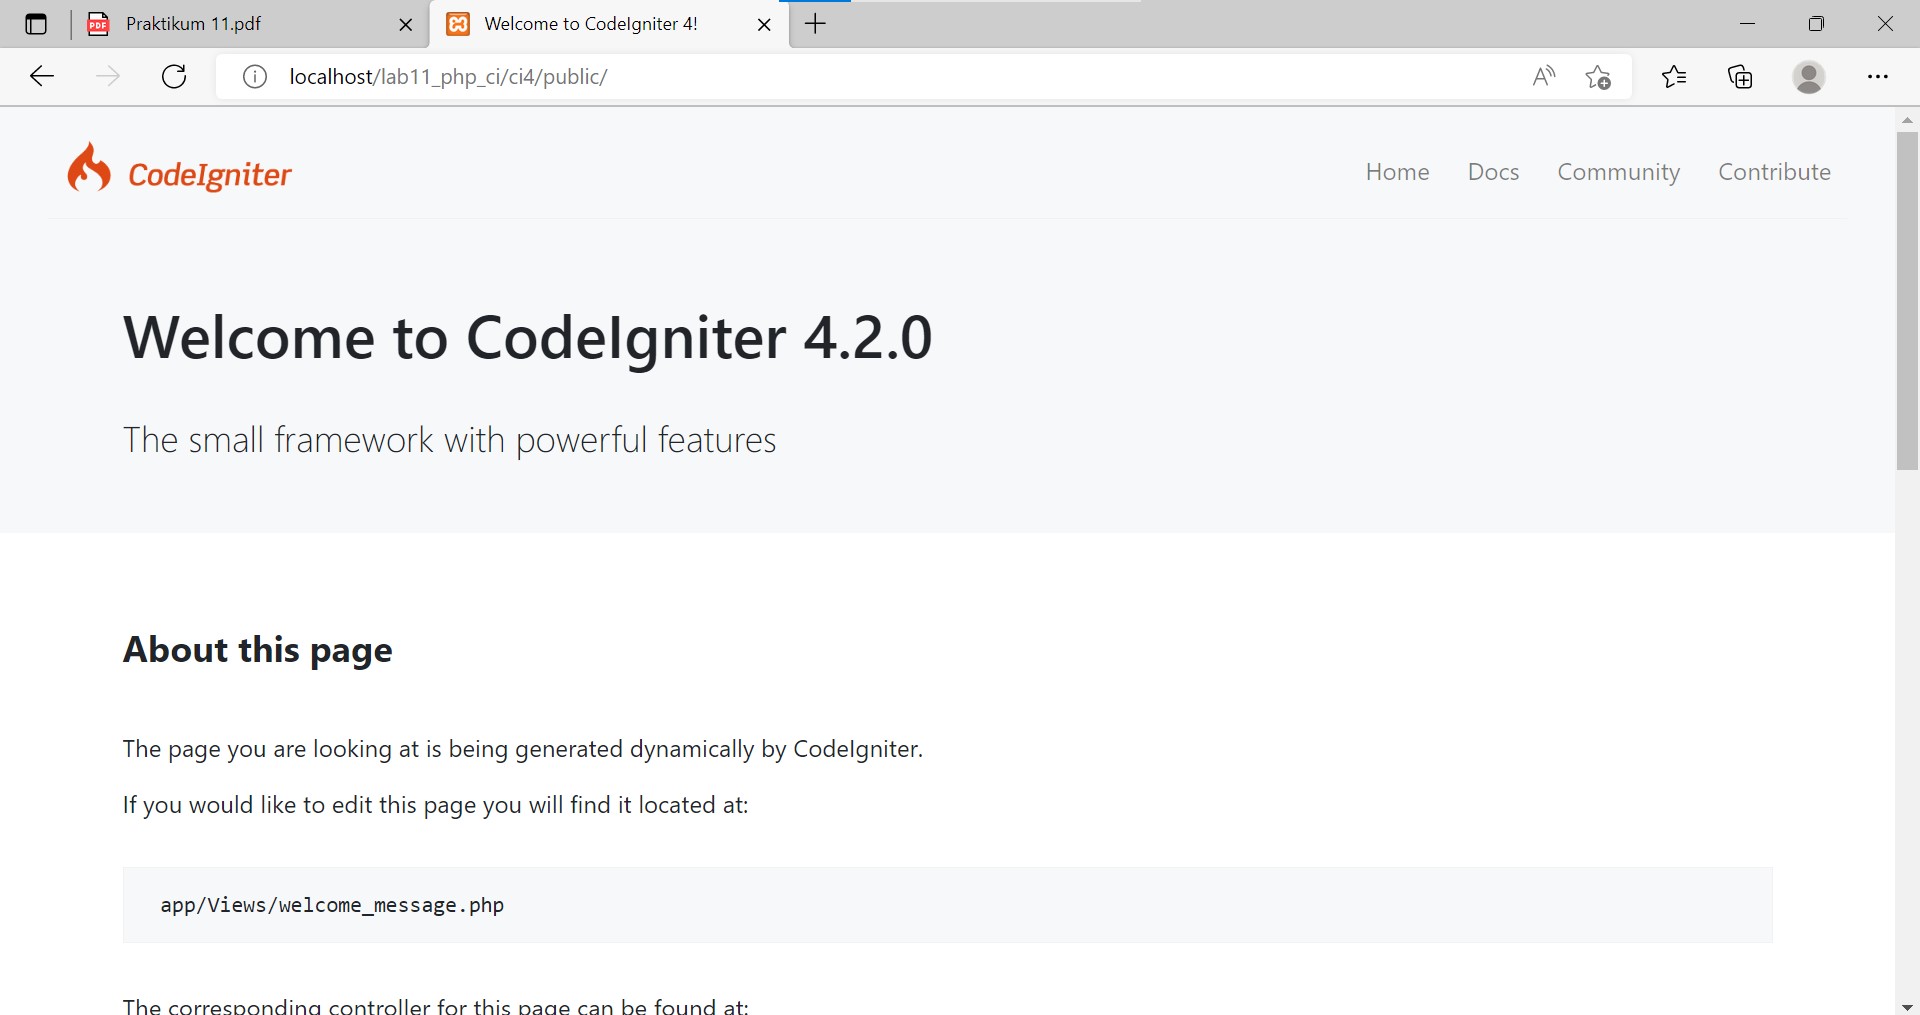 Praktikum 11.pdf
Welcome to CodeIgniter 4!
localhost/lab11_php_ci/ci4/public/
CodeIgniter
Home Docs Community Contribute
Welcome to CodeIgniter 4.2.0
The small framework with powerful features
About this page
The page you are looking at is being generated dynamically by CodeIgniter.
If you would like to edit this page you will find it located at:
app/Views/welcome_message.php
The corresponding controller for this page can be found at: